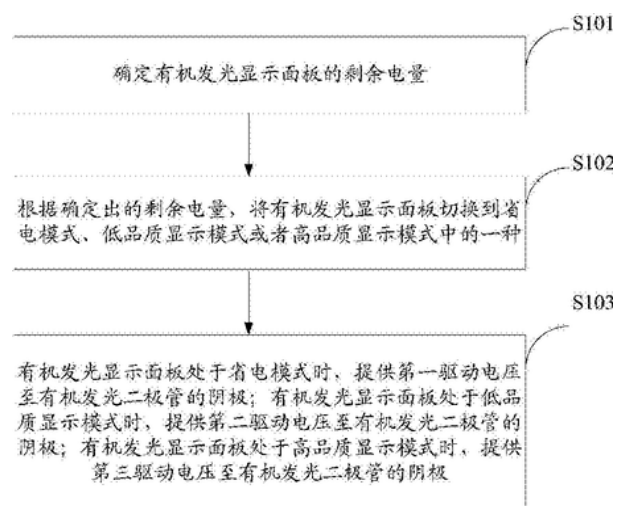 S101
确定有机发光显示面板的剩余电量
S102
根据确定出的剩余电量，将有机发光显示面板切换到省
电模式、低品质显示模式或者高品质显示模式中的一种
S103
有机发光显示面板处于省电模式时，提供第一驱动电压
至有机发光二极管的阴极；有机发光显示面板处于低品
质显示模式时，提供第二驱动电压至有机发光二极管的
阴极；有机发光显示面板处于高品质显示模式时，提供
第三驱动电压至有机发光二极管的阴极